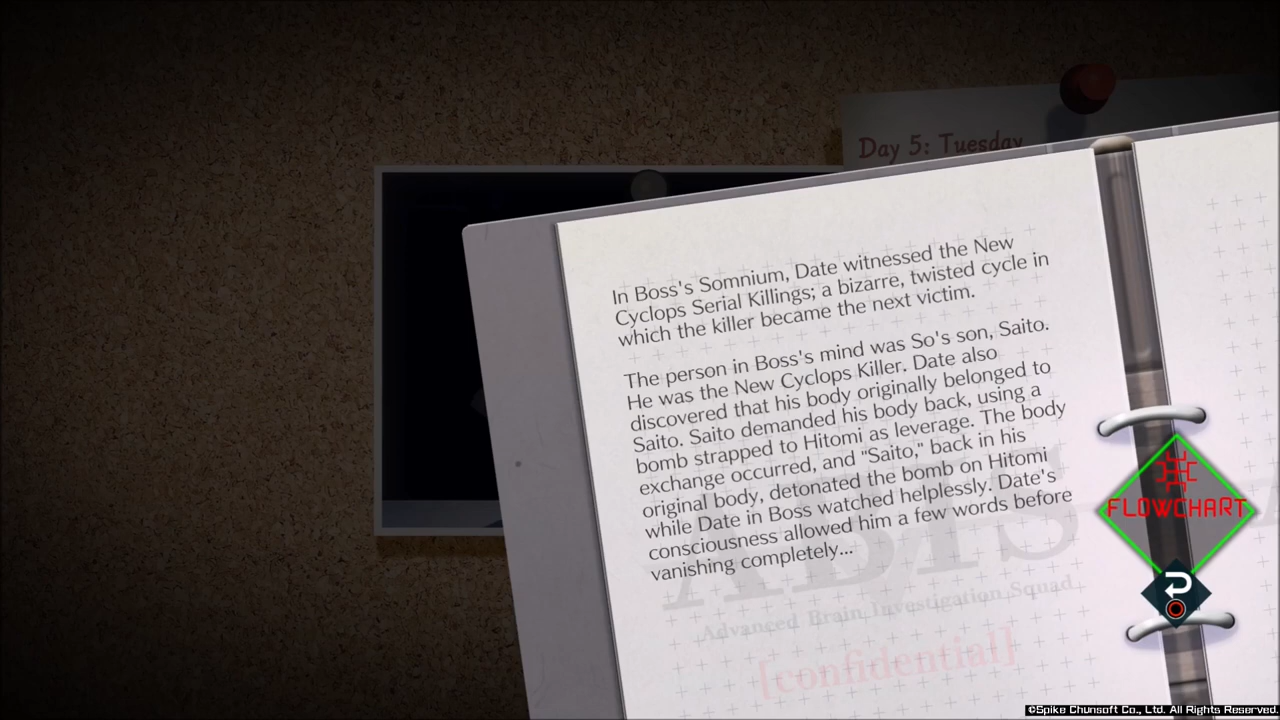 Day 5: Tuesday
In Boss's Somnium, Date witnessed the New
Cyclops Serial Killings; a bizarre, twisted cycle in
which the killer became the next victim.
The person in Boss's mind was So's son, Saito.
He was the New Cyclops Killer. Date also
discovered that his body originally belonged to
Saito. Saito demanded his body back, using a
bomb strapped to Hitomi as leverage. The body
exchange occurred, and "Saito," back in his
original body, detonated the bomb on Hitomi
while Date in Boss watched helplessly. Date's
consciousness allowed him a few words before
vanishing completely...
ABIS
Advanced Brain Investigation Squad
[confidential]
FLOWCHART
©Spike Chunsoft Co., Ltd. All Rights Reserved.